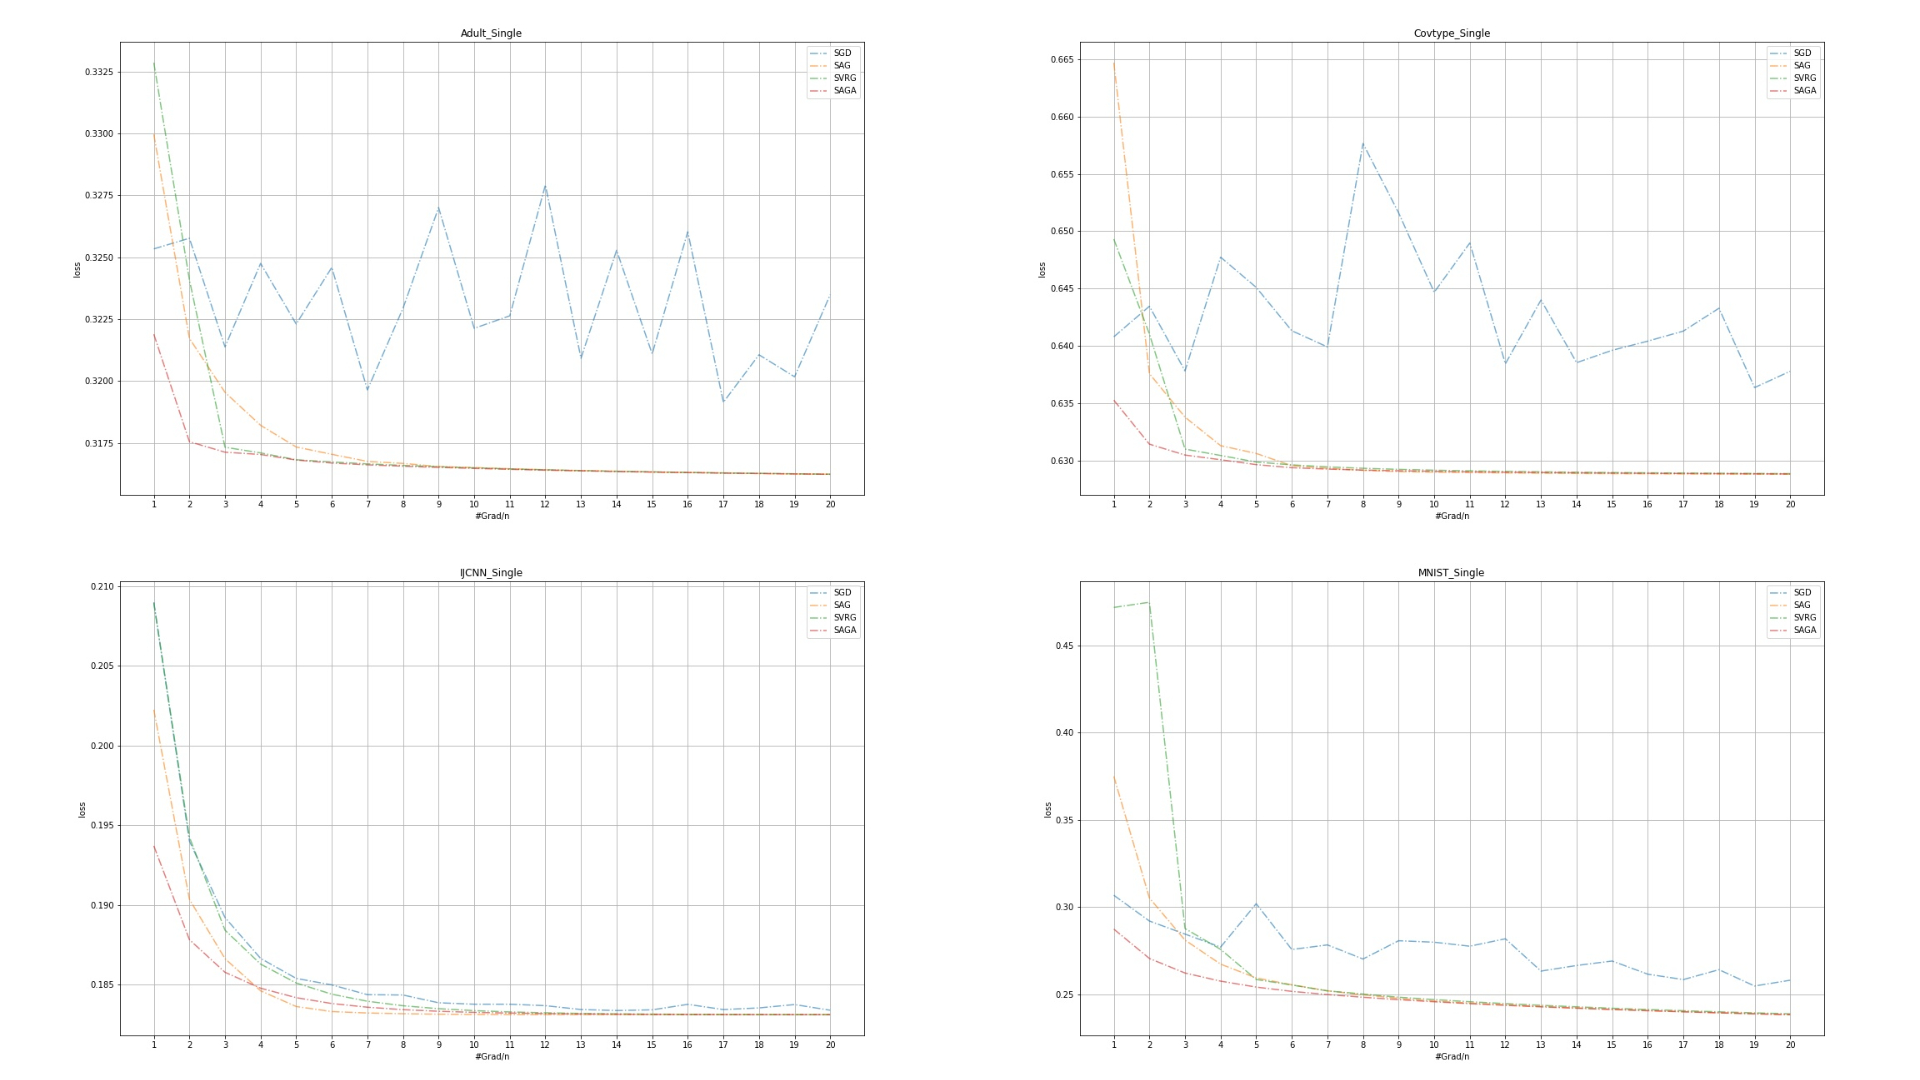 Adult_Single
SGD
SAG
SVRG
SAGA
0.3325
0.3300
0.3275
0.3250
0.3225
0.3200
0.3175
loss
1 2 3 4 5 6 7 8 9 10 11 12 13 14 15 16 17 18 19 20
#Grad/n
Covtype_Single
SGD
SAG
SVRG
SAGA
0.665
0.660
0.655
0.650
0.645
0.640
0.635
0.630
loss
1 2 3 4 5 6 7 8 9 10 11 12 13 14 15 16 17 18 19 20
#Grad/n
IJCNN_Single
SGD
SAG
SVRG
SAGA
0.210
0.205
0.200
0.195
0.190
0.185
loss
1 2 3 4 5 6 7 8 9 10 11 12 13 14 15 16 17 18 19 20
#Grad/n
MNIST_Single
SGD
SAG
SVRG
SAGA
0.45
0.40
0.35
0.30
0.25
loss
1 2 3 4 5 6 7 8 9 10 11 12 13 14 15 16 17 18 19 20
#Grad/n